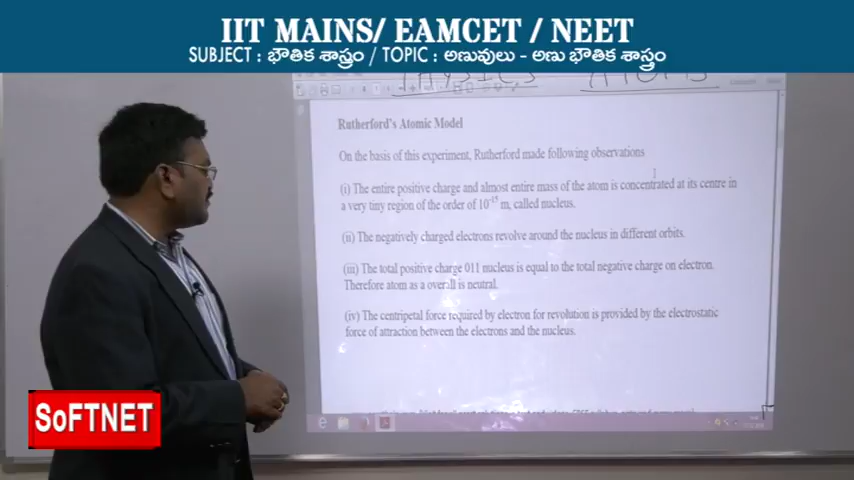 IIT MAINS/ EAMCET / NEET
SUBJECT : భౌతిక శాస్త్రం / TOPIC : అణువులు - అణు భౌతిక శాస్త్రం
Rutherford's Atomic Model
On the basis of this experiment, Rutherford made following observations
(i) The entire positive charge and almost entire mass of the atom is concentrated at its centre in
a very tiny region of the order of 10⁻¹⁵ m, called nucleus.
(ii) The negatively charged electrons revolve around the nucleus in different orbits.
(iii) The total positive charge 011 nucleus is equal to the total negative charge on electron.
Therefore atom as a overall is neutral.
(iv) The centripetal force required by electron for revolution is provided by the electrostatic
force of attraction between the electrons and the nucleus.
SoFTNET